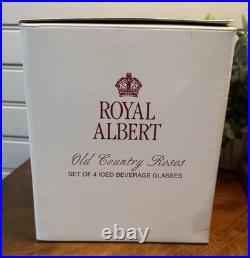 ROYAL
ALBERT
Old Country Roses
SET OF 4 ICED BEVERAGE GLASSES